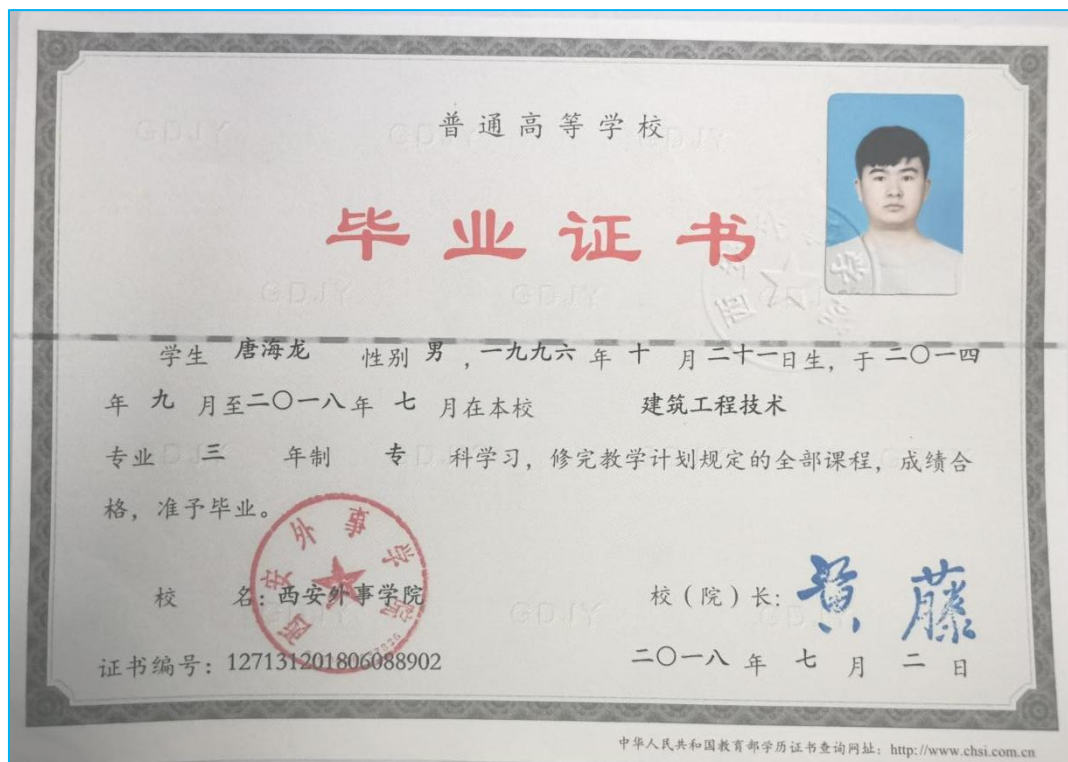 普通高等学校
毕业证书
学生 唐海龙 性别 男 ,一九九六 年 十 月 二十一日生，于 二〇一四
年 九 月至二〇一八年 七 月在本校 建筑工程技术
专业 三 年制 专 科学习，修完教学计划规定的全部课程，成绩合
格，准予毕业。
西安外事学院
校 名：西安外事学院 校（院）长：黄藤
证书编号：127131201806088902 二〇一八 年 七 月 二 日
中华人民共和国教育部学历证书查询网址：http://www.chsi.com.cn